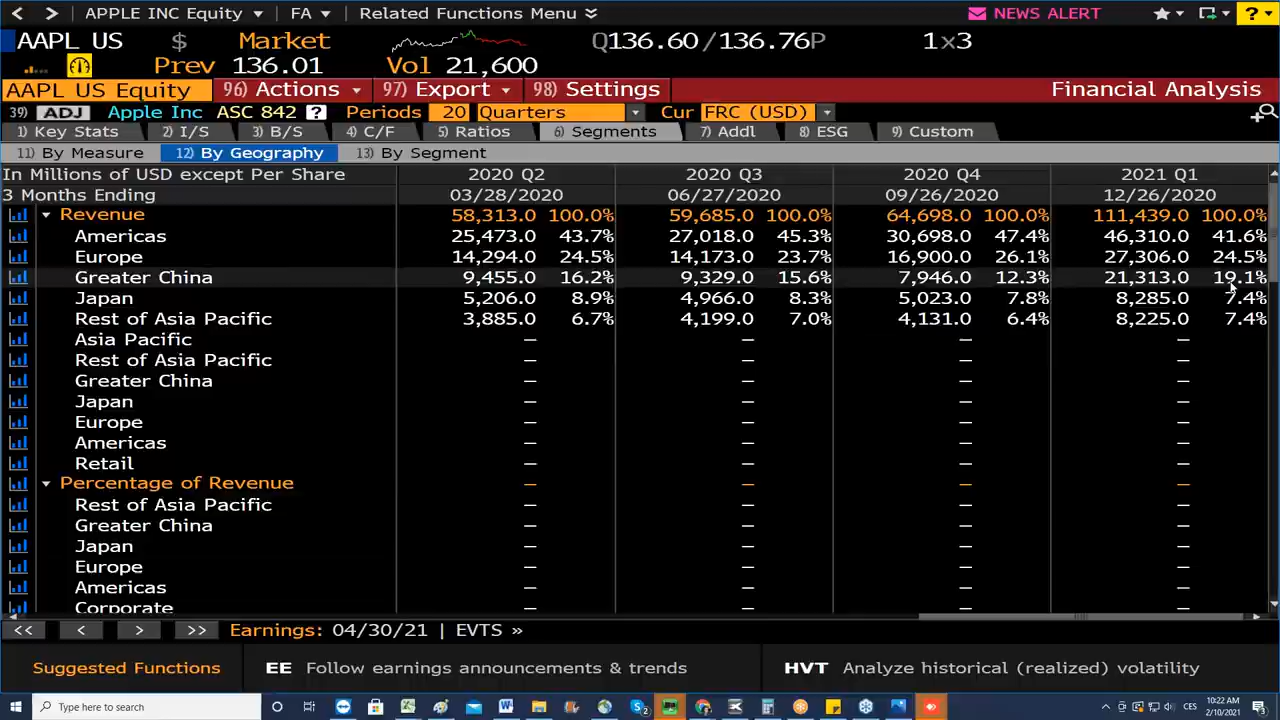 APPLE INC Equity FA Related Functions Menu NEWS ALERT ?
AAPL US $ Market Q136.60/136.76P 1x3
Prev 136.01 Vol 21,600
AAPL US Equity 96) Actions 97) Export 98) Settings Financial Analysis
39) ADJ Apple Inc ASC 842 ? Periods 20 Quarters Cur FRC (USD)
1) Key Stats 2) I/S 3) B/S 4) C/F 5) Ratios 6) Segments 7) Addl 8) ESG 9) Custom
11) By Measure 12) By Geography 13) By Segment
In Millions of USD except Per Share 2020 Q2 2020 Q3 2020 Q4 2021 Q1
3 Months Ending 03/28/2020 06/27/2020 09/26/2020 12/26/2020
Revenue 58,313.0 100.0% 59,685.0 100.0% 64,698.0 100.0% 111,439.0 100.0%
Americas 25,473.0 43.7% 27,018.0 45.3% 30,698.0 47.4% 46,310.0 41.6%
Europe 14,294.0 24.5% 14,173.0 23.7% 16,900.0 26.1% 27,306.0 24.5%
Greater China 9,455.0 16.2% 9,329.0 15.6% 7,946.0 12.3% 21,313.0 19.1%
Japan 5,206.0 8.9% 4,966.0 8.3% 5,023.0 7.8% 8,285.0 7.4%
Rest of Asia Pacific 3,885.0 6.7% 4,199.0 7.0% 4,131.0 6.4% 8,225.0 7.4%
Asia Pacific — — — —
Rest of Asia Pacific — — — —
Greater China — — — —
Japan — — — —
Europe — — — —
Americas — — — —
Retail — — — —
Percentage of Revenue — — — —
Rest of Asia Pacific — — — —
Greater China — — — —
Japan — — — —
Europe — — — —
Americas — — — —
Corporate — — — —
<< < > >> Earnings: 04/30/21 | EVTS »
Suggested Functions EE Follow earnings announcements & trends HVT Analyze historical (realized) volatility
Type here to search CES 10:22 AM
2/10/2021